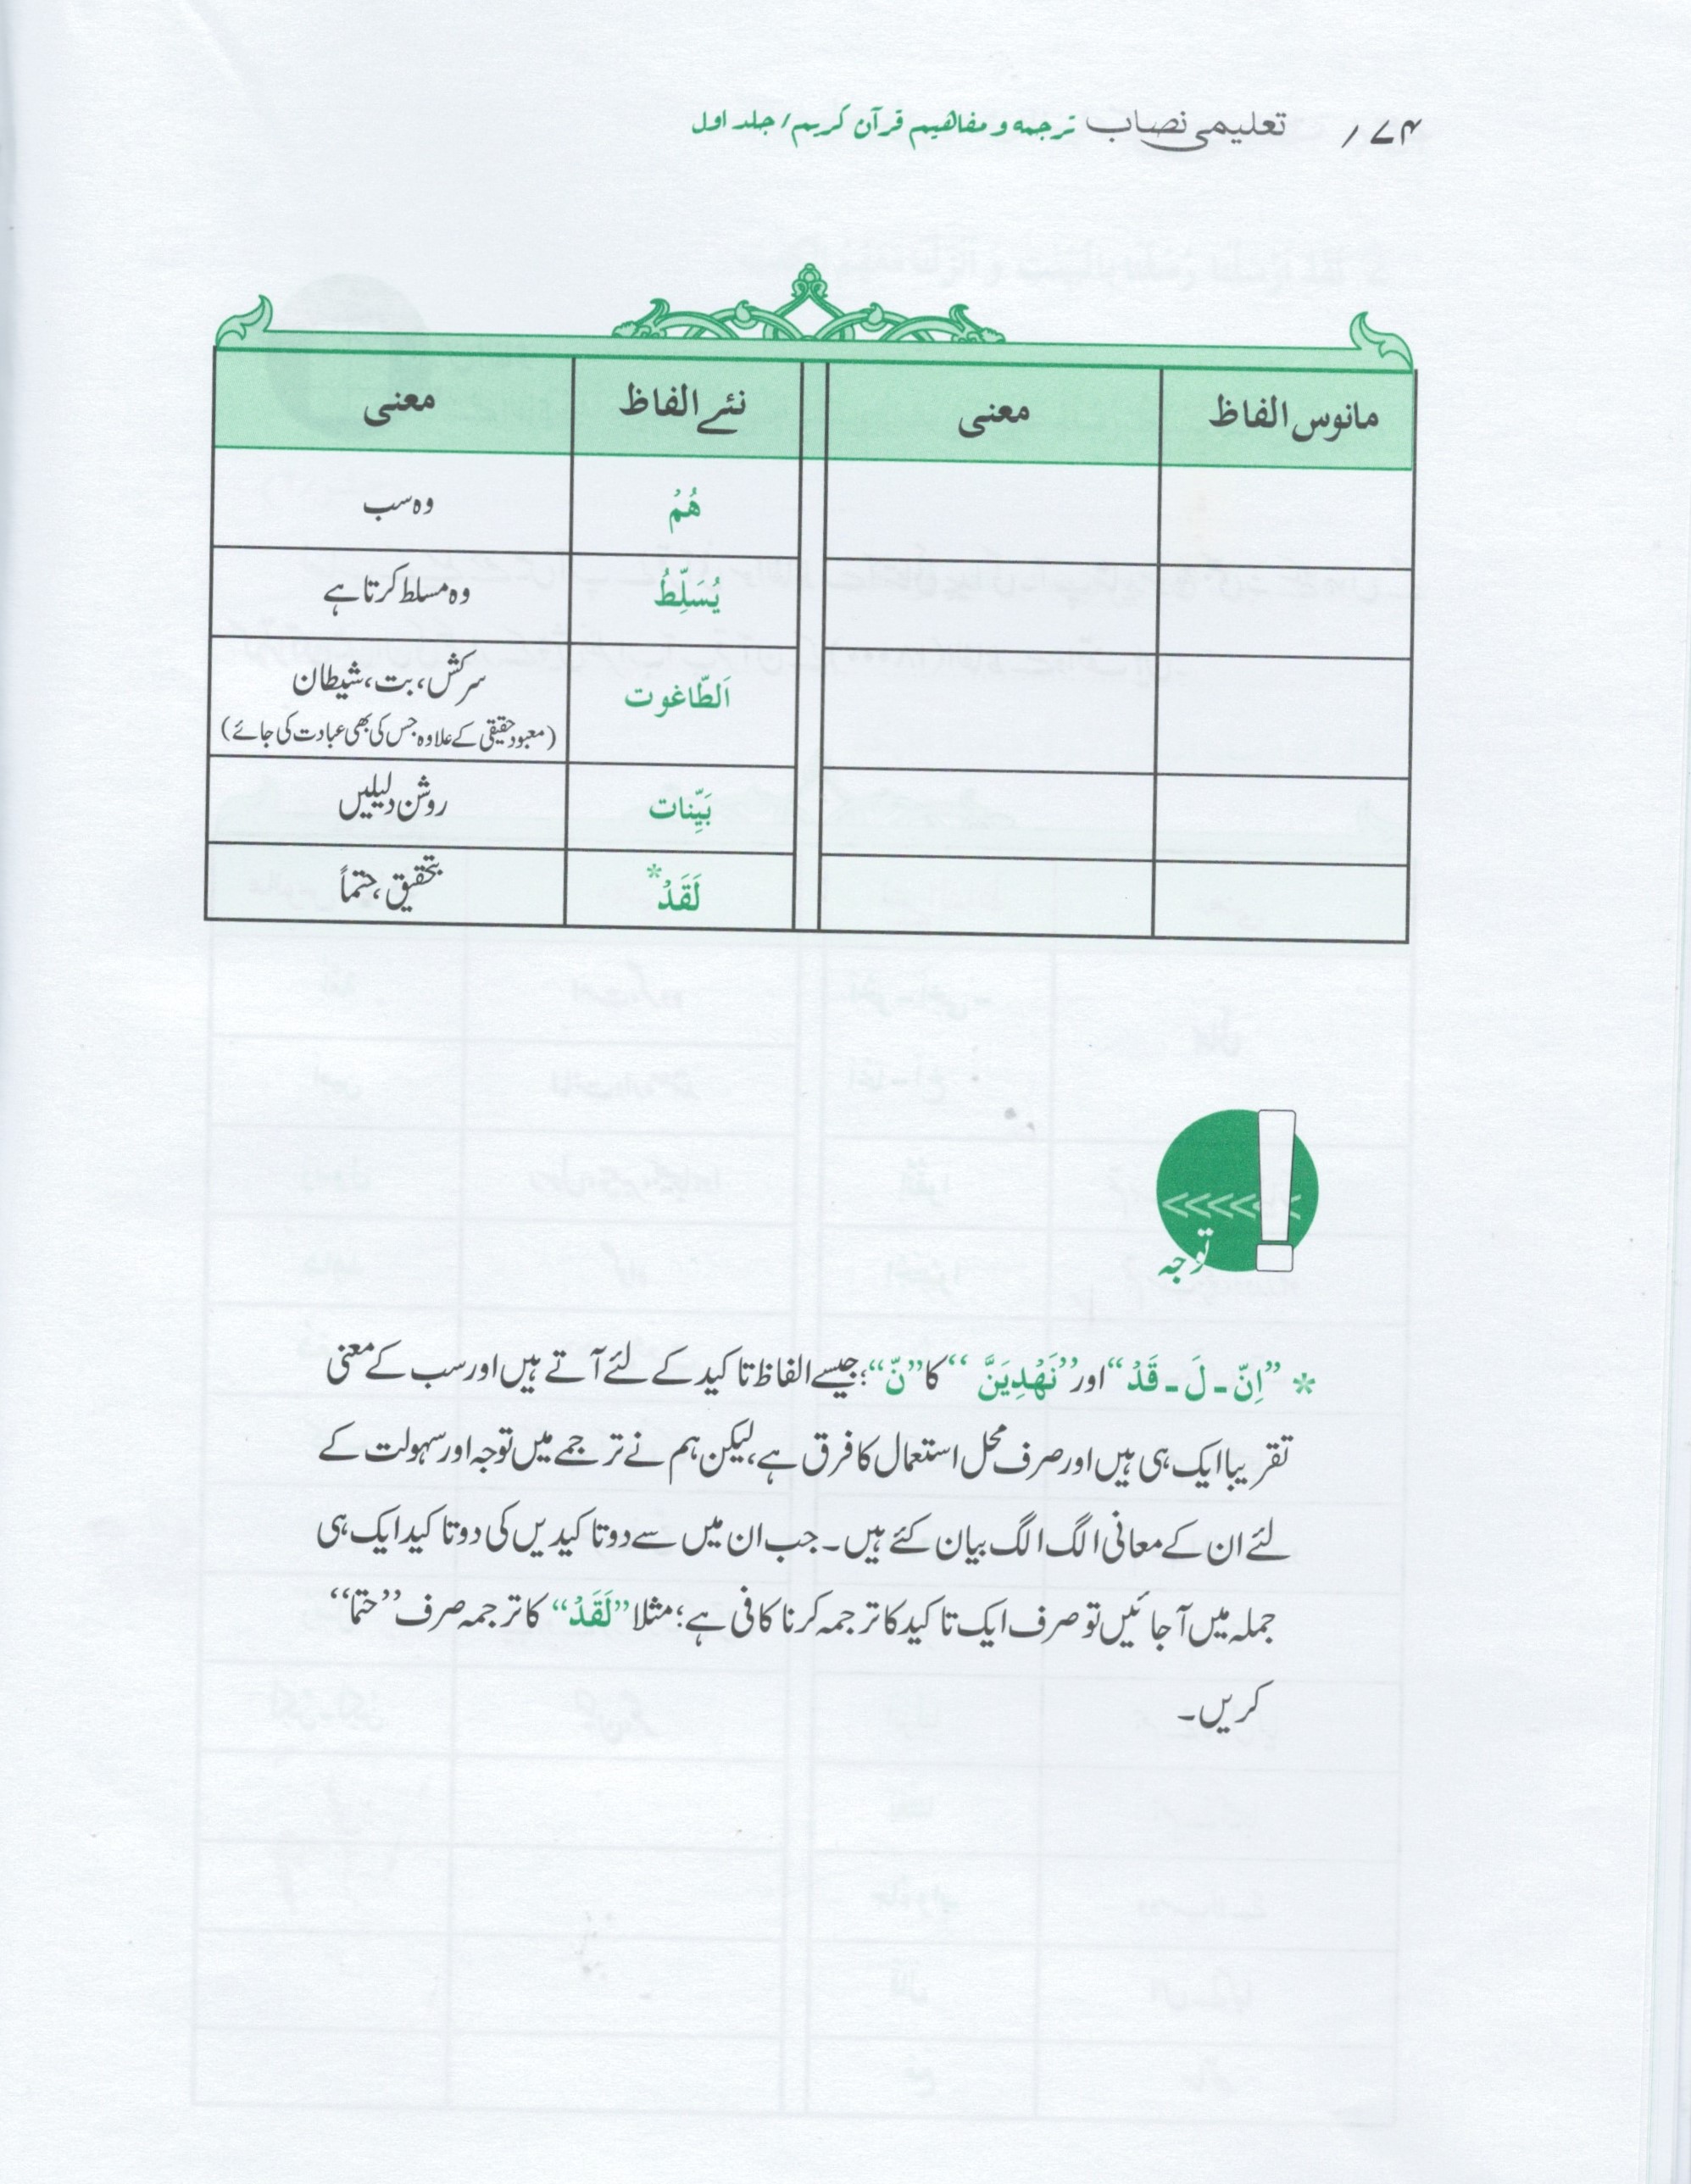 ۷۴ / تعلیمی نصاب ترجمه و مفاهیم قرآن کریم / جلد اول
مانوس الفاظ معنی نئے الفاظ معنی
هُمْ وہ سب
یُسَلِّطُ وہ مسلط کرتا ہے
اَلطّاغوت سرکش، بت، شیطان
(معبود حقیقی کے علاوہ جس کی بھی عبادت کی جائے)
بَیِّنات روشن دلیلیں
لَقَدْ* بتحقیق، حتماً
توجہ
* ”اِنّ ـ لَ ـ قَدْ“ اور ”نَهْدِیَنَّ“ کا ”نّ“؛ جیسے الفاظ تاکید کے لئے آتے ہیں اور سب کے معنی
تقریبا ایک ہی ہیں اور صرف محل استعمال کا فرق ہے، لیکن ہم نے ترجمے میں توجہ اور سہولت کے
لئے ان کے معانی الگ الگ بیان کئے ہیں۔ جب ان میں سے دو تاکیدیں کی دو تاکید ایک ہی
جملہ میں آ جائیں تو صرف ایک تاکید کا ترجمہ کرنا کافی ہے؛ مثلا ”لَقَدْ“ کا ترجمہ صرف ”حتما“
کریں۔